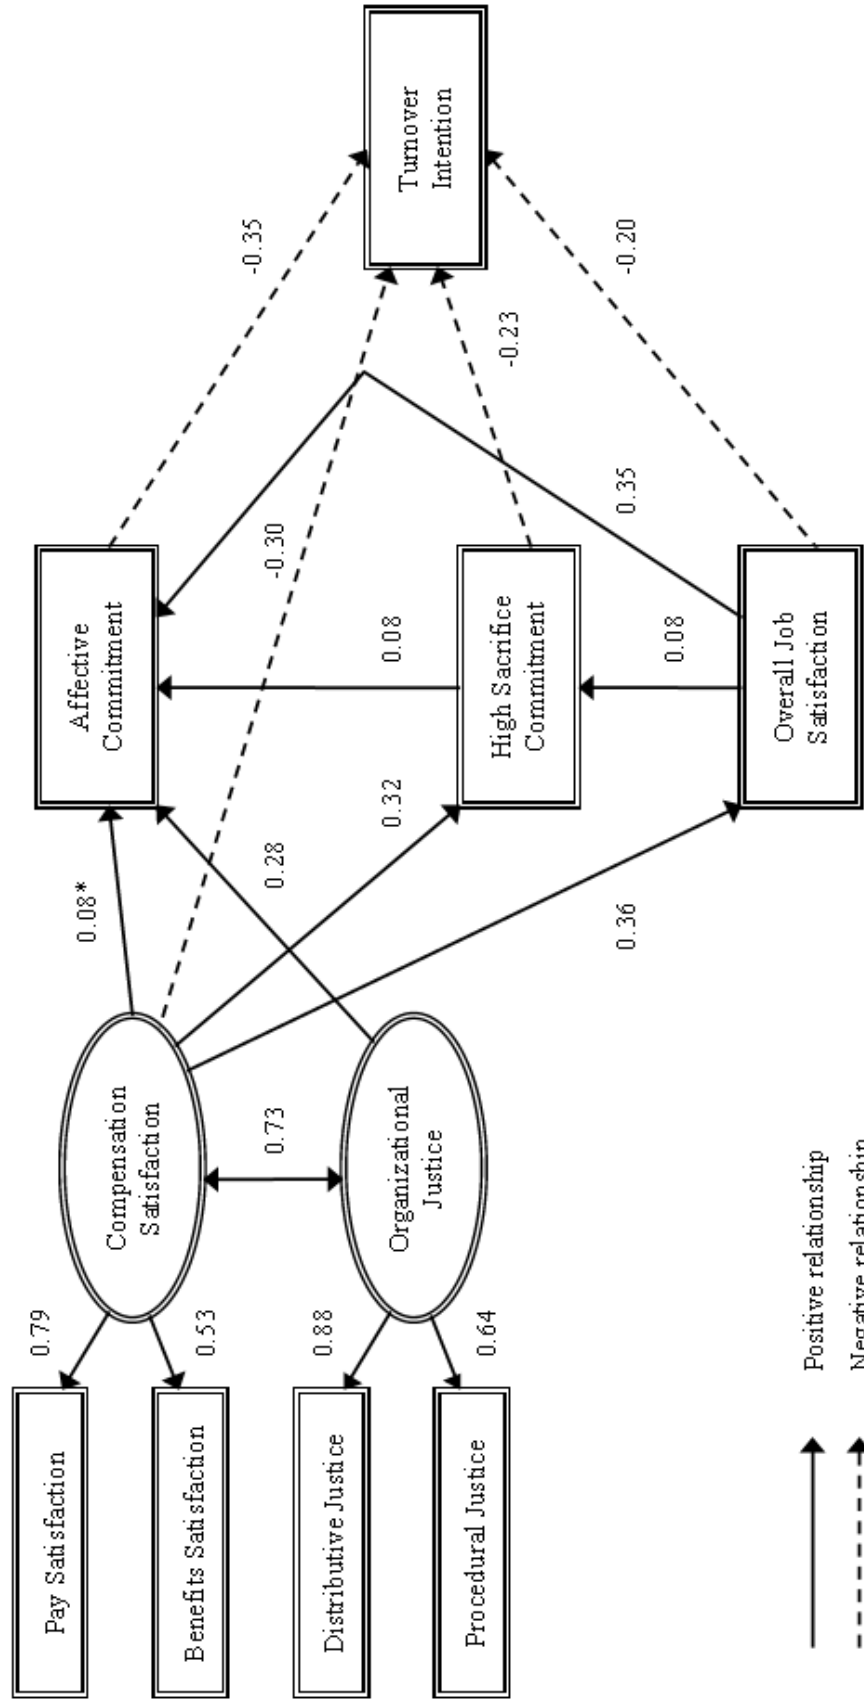 Pay Satisfaction
Benefits Satisfaction
Distributive Justice
Procedural Justice
0.79
0.53
0.88
0.64
Compensation
Satisfaction
0.73
Organizational
Justice
0.08*
-0.30
0.28
0.32
0.36
Affective
Commitment
0.08
High Sacrifice
Commitment
0.08
Overall Job
Satisfaction
0.35
-0.35
-0.23
-0.20
Turnover
Intention
Positive relationship
Negative relationship